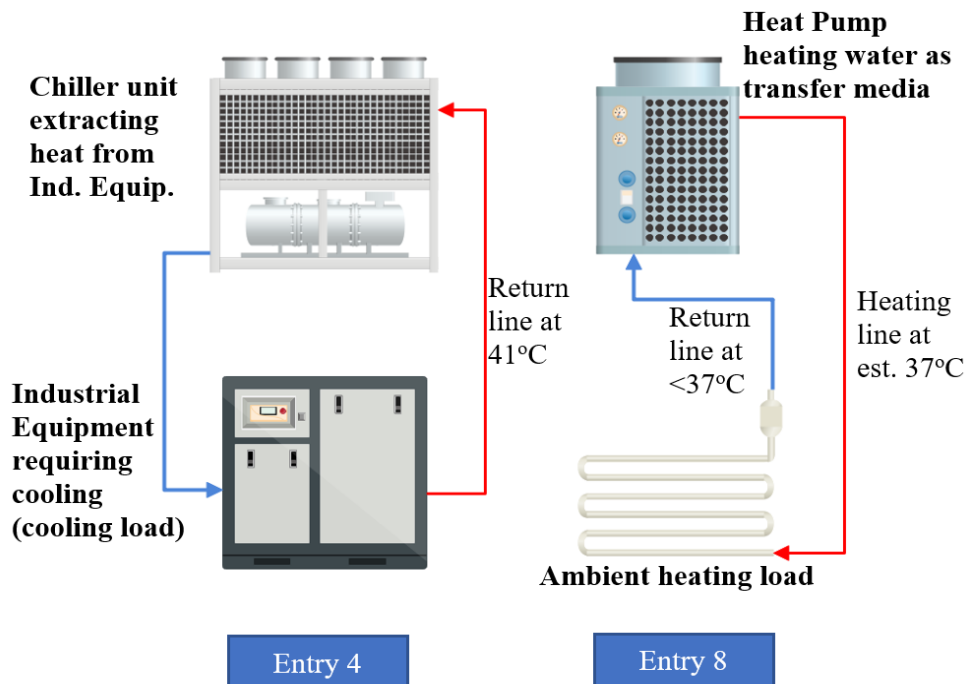 Chiller unit
extracting
heat from
Ind. Equip.
Heat Pump
heating water as
transfer media
Return
line at
41°C
Return
line at
<37°C
Heating
line at
est. 37°C
Industrial
Equipment
requiring
cooling
(cooling load)
Ambient heating load
Entry 4
Entry 8